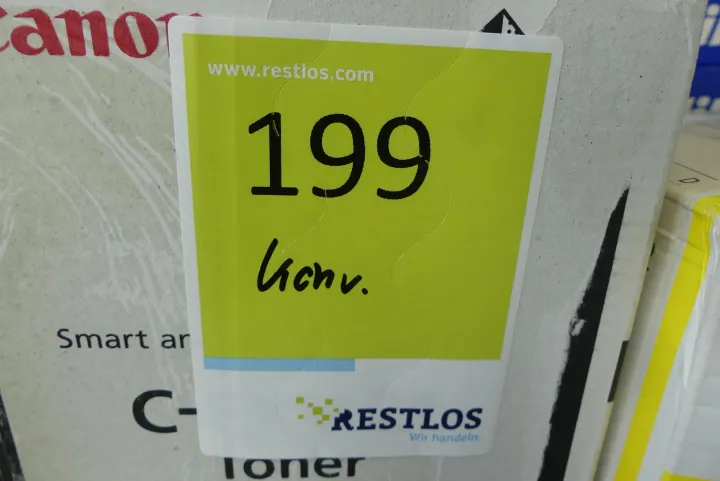 Canon
www.restlos.com
199
Konv.
Smart ar
C-
RESTLOS
Wir handeln.
Toner